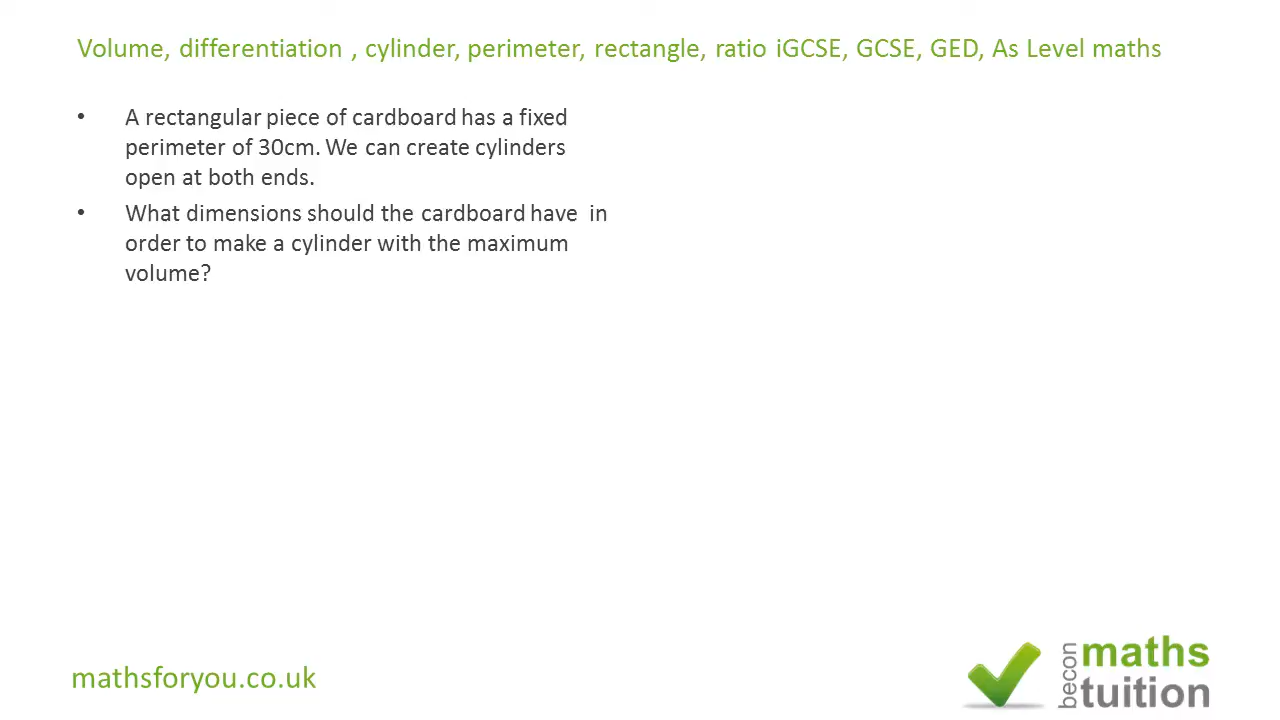 Volume, differentiation , cylinder, perimeter, rectangle, ratio iGCSE, GCSE, GED, As Level maths
• A rectangular piece of cardboard has a fixed
perimeter of 30cm. We can create cylinders
open at both ends.
• What dimensions should the cardboard have in
order to make a cylinder with the maximum
volume?
mathsforyou.co.uk
becon
maths
tuition